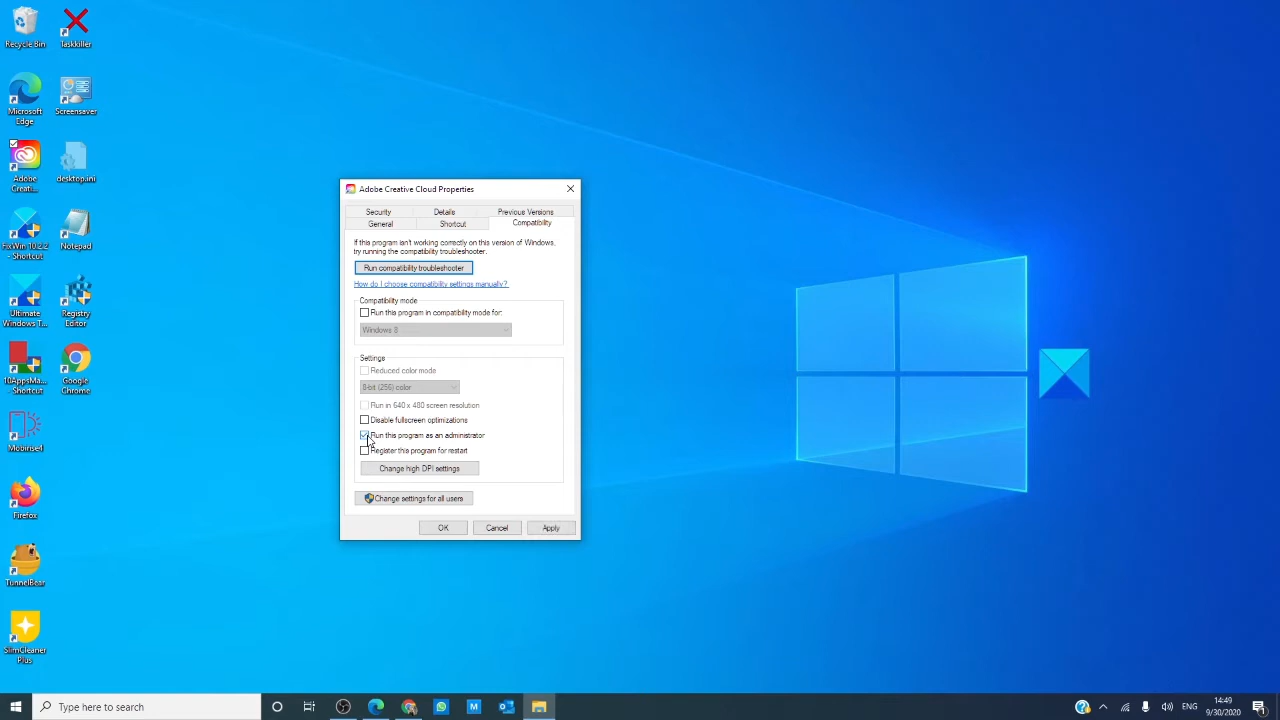 Recycle Bin
Taskkiller
Microsoft
Edge
Screensaver
Adobe
Creati...
desktop.ini
FixWin 10.2.2
- Shortcut
Notepad
Ultimate
Windows T...
Registry
Editor
10AppsMa...
- Shortcut
Google
Chrome
Mobirise4
Firefox
TunnelBear
SlimCleaner
Plus
Adobe Creative Cloud Properties
Security Details Previous Versions
General Shortcut Compatibility
If this program isn't working correctly on this version of Windows,
try running the compatibility troubleshooter.
Run compatibility troubleshooter
How do I choose compatibility settings manually?
Compatibility mode
Run this program in compatibility mode for:
Windows 8
Settings
Reduced color mode
8-bit (256) color
Run in 640 x 480 screen resolution
Disable fullscreen optimizations
Run this program as an administrator
Register this program for restart
Change high DPI settings
Change settings for all users
OK Cancel Apply
Type here to search
M
ENG
14:49
9/30/2020